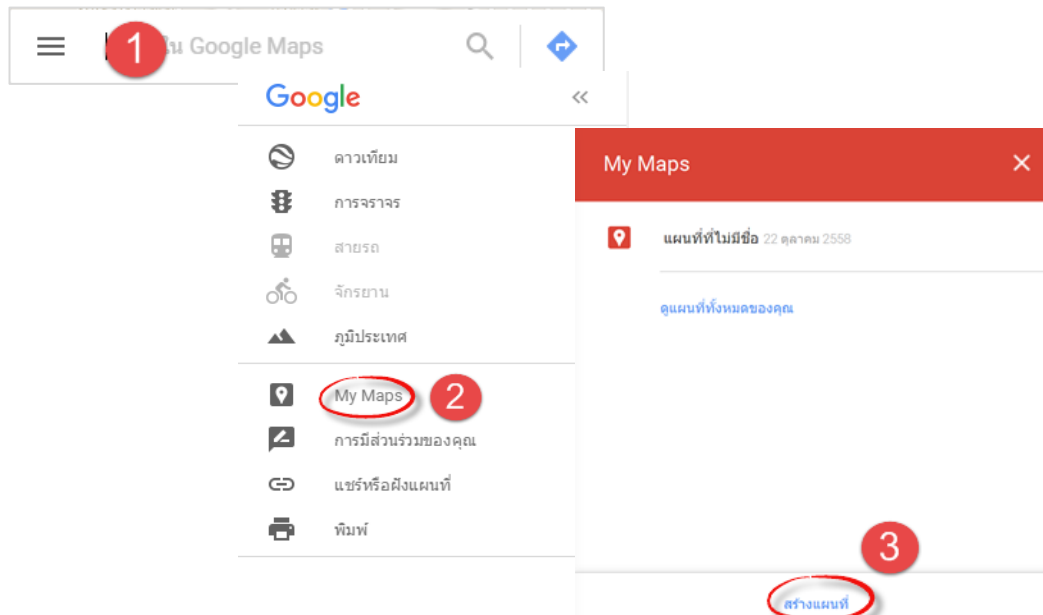 1
ใน Google Maps
Google
ดาวเทียม
การจราจร
สายรถ
จักรยาน
ภูมิประเทศ
My Maps 2
การมีส่วนร่วมของคุณ
แชร์หรือฝังแผนที่
พิมพ์
My Maps
แผนที่ที่ไม่มีชื่อ 22 ตุลาคม 2558
ดูแผนที่ทั้งหมดของคุณ
3
สร้างแผนที่